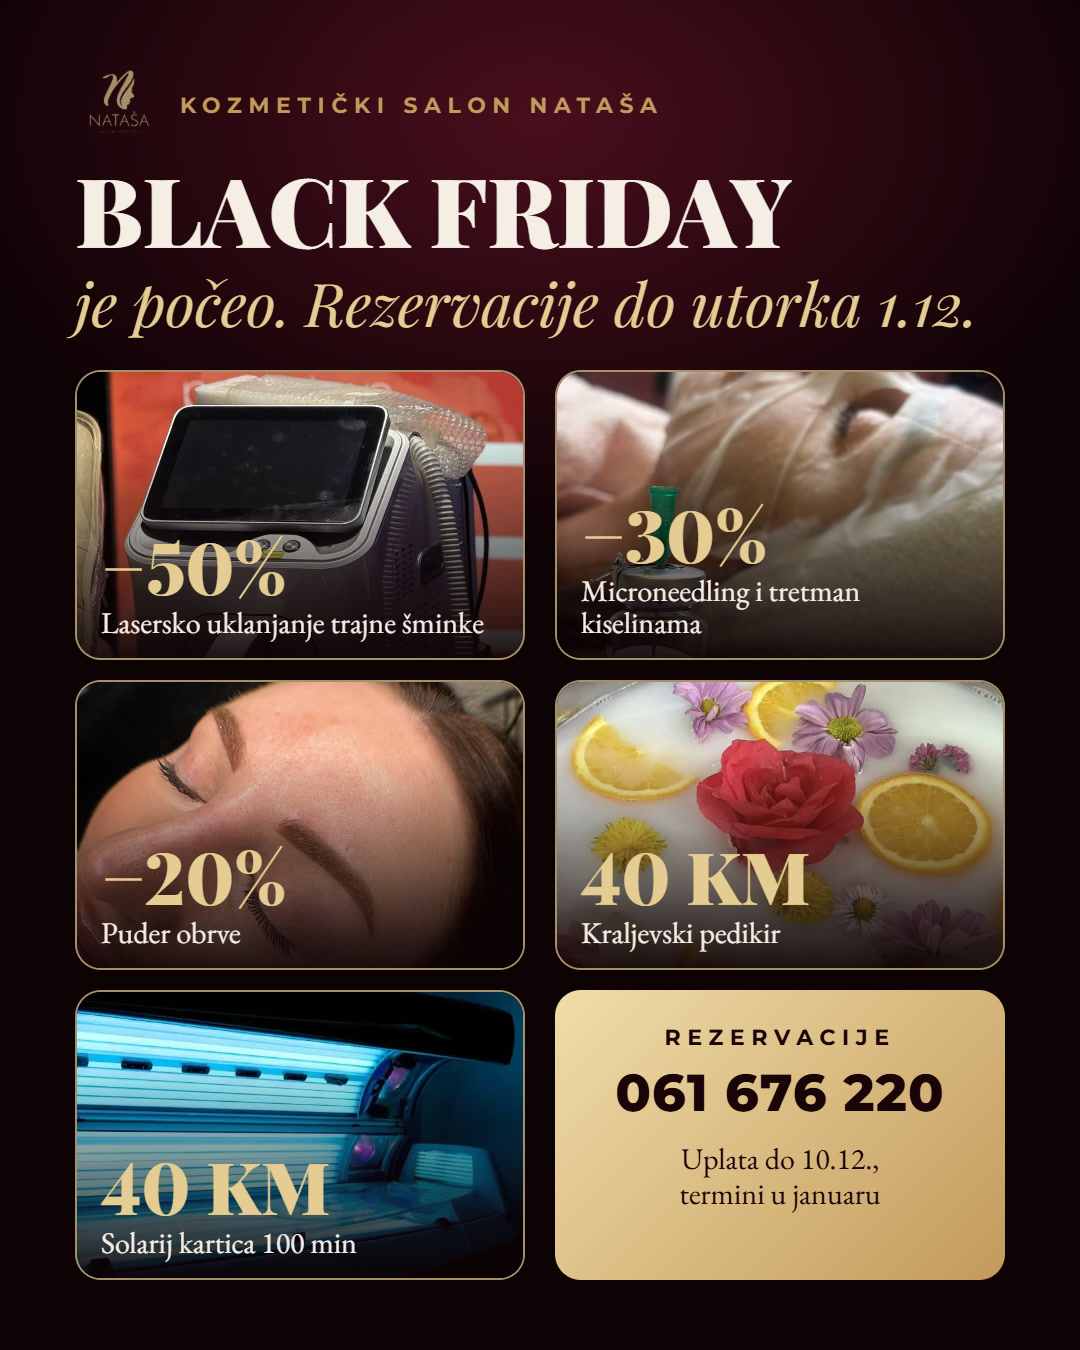 NATAŠA
KOZMETIČKI SALON NATAŠA
BLACK FRIDAY
je počeo. Rezervacije do utorka 1.12.
–50%
Lasersko uklanjanje trajne šminke
–30%
Microneedling i tretman
kiselinama
–20%
Puder obrve
40 KM
Kraljevski pedikir
40 KM
Solarij kartica 100 min
REZERVACIJE
061 676 220
Uplata do 10.12.,
termini u januaru